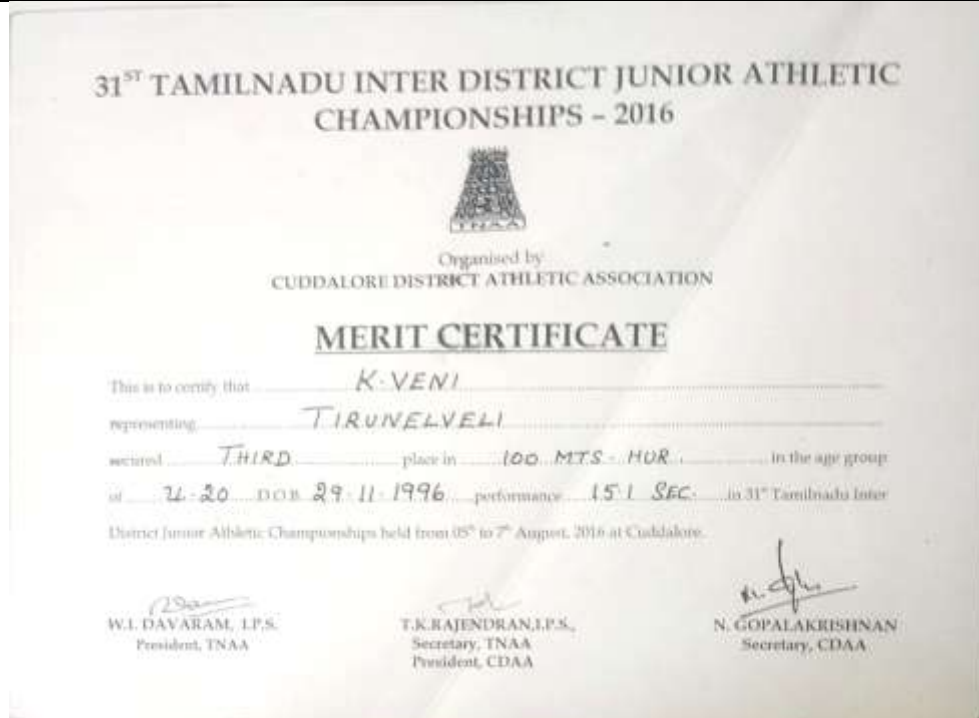 31ST TAMILNADU INTER DISTRICT JUNIOR ATHLETIC
CHAMPIONSHIPS – 2016
TNAA
Organised by
CUDDALORE DISTRICT ATHLETIC ASSOCIATION
MERIT CERTIFICATE
This is to certify that K. VENI
representing TIRUNELVELI
secured THIRD place in 100 MTS. HUR. in the age group
of U-20 DOB 29-11-1996 performance 15.1 SEC. in 31st Tamilnadu Inter
District Junior Athletic Championships held from 05th to 7th August, 2016 at Cuddalore.
W.I. DAVARAM, I.P.S. T.K.RAJENDRAN,I.P.S., N. GOPALAKRISHNAN
President, TNAA Secretary, TNAA Secretary, CDAA
President, CDAA